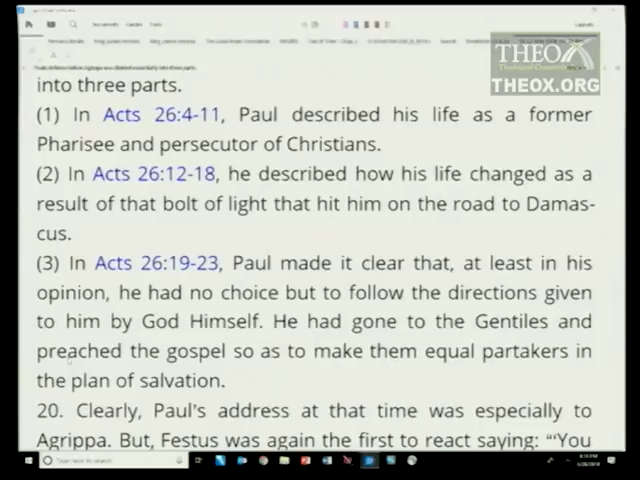 THEOX
THEOX.ORG
into three parts.
(1) In Acts 26:4-11, Paul described his life as a former
Pharisee and persecutor of Christians.
(2) In Acts 26:12-18, he described how his life changed as a
result of that bolt of light that hit him on the road to Damas-
cus.
(3) In Acts 26:19-23, Paul made it clear that, at least in his
opinion, he had no choice but to follow the directions given
to him by God Himself. He had gone to the Gentiles and
preached the gospel so as to make them equal partakers in
the plan of salvation.
20. Clearly, Paul's address at that time was especially to
Agrippa. But, Festus was again the first to react saying: "'You
Type here to search